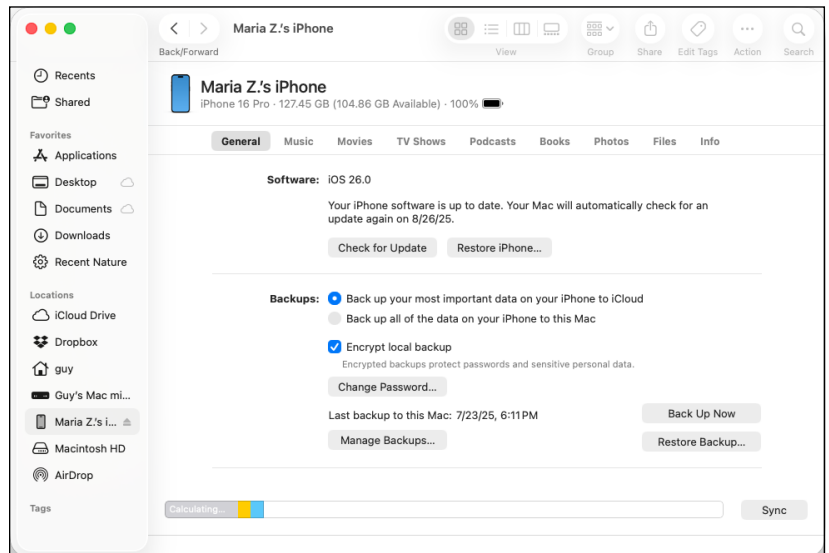 Maria Z.'s iPhone
Back/Forward
View
Group
Share
Edit Tags
Action
Search
Recents
Shared
Favorites
Applications
Desktop
Documents
Downloads
Recent Nature
Locations
iCloud Drive
Dropbox
guy
Guy's Mac mi...
Maria Z.'s i...
Macintosh HD
AirDrop
Tags
Maria Z.'s iPhone
iPhone 16 Pro · 127.45 GB (104.86 GB Available) · 100%
General Music Movies TV Shows Podcasts Books Photos Files Info
Software: iOS 26.0
Your iPhone software is up to date. Your Mac will automatically check for an
update again on 8/26/25.
Check for Update Restore iPhone...
Backups: Back up your most important data on your iPhone to iCloud
Back up all of the data on your iPhone to this Mac
Encrypt local backup
Encrypted backups protect passwords and sensitive personal data.
Change Password...
Last backup to this Mac: 7/23/25, 6:11 PM Back Up Now
Manage Backups... Restore Backup...
Calculating... Sync